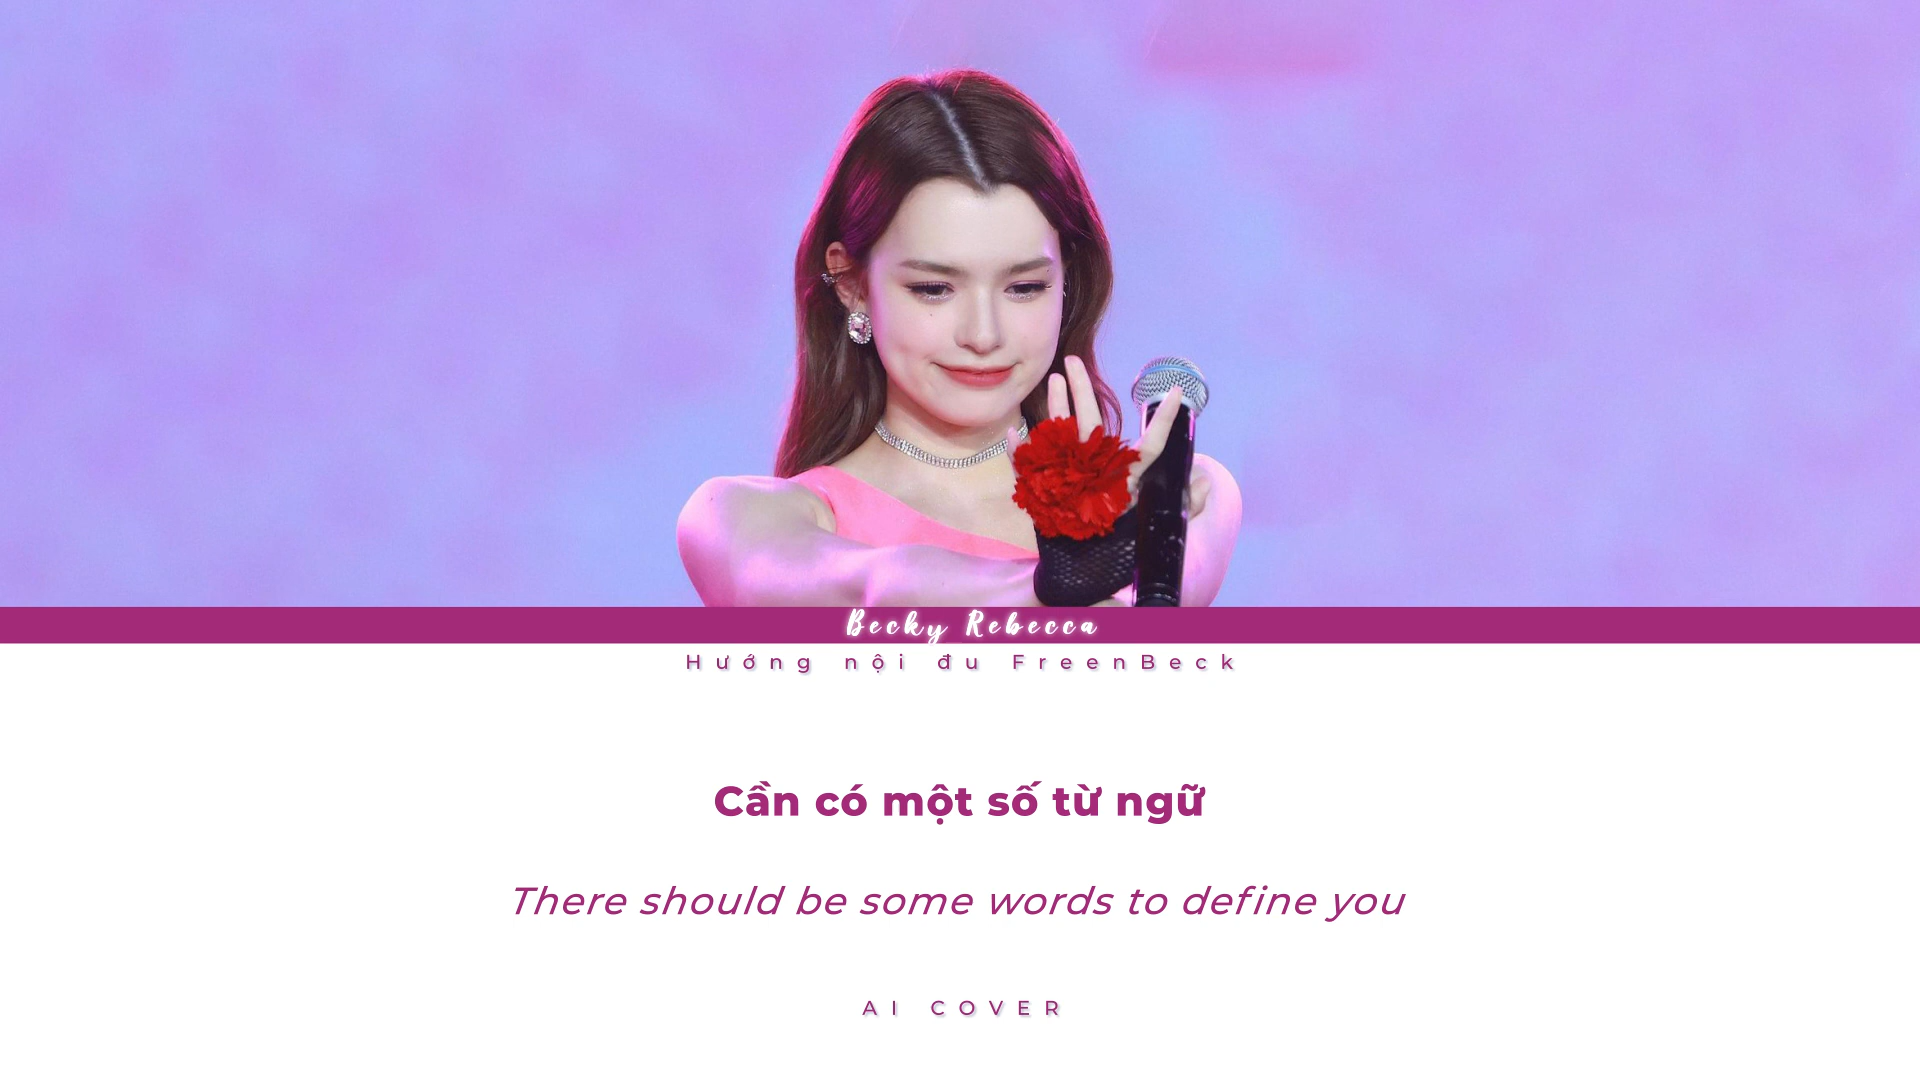 Becky Rebecca
Hướng nội đu FreenBeck
Cần có một số từ ngữ
There should be some words to define you
AI COVER